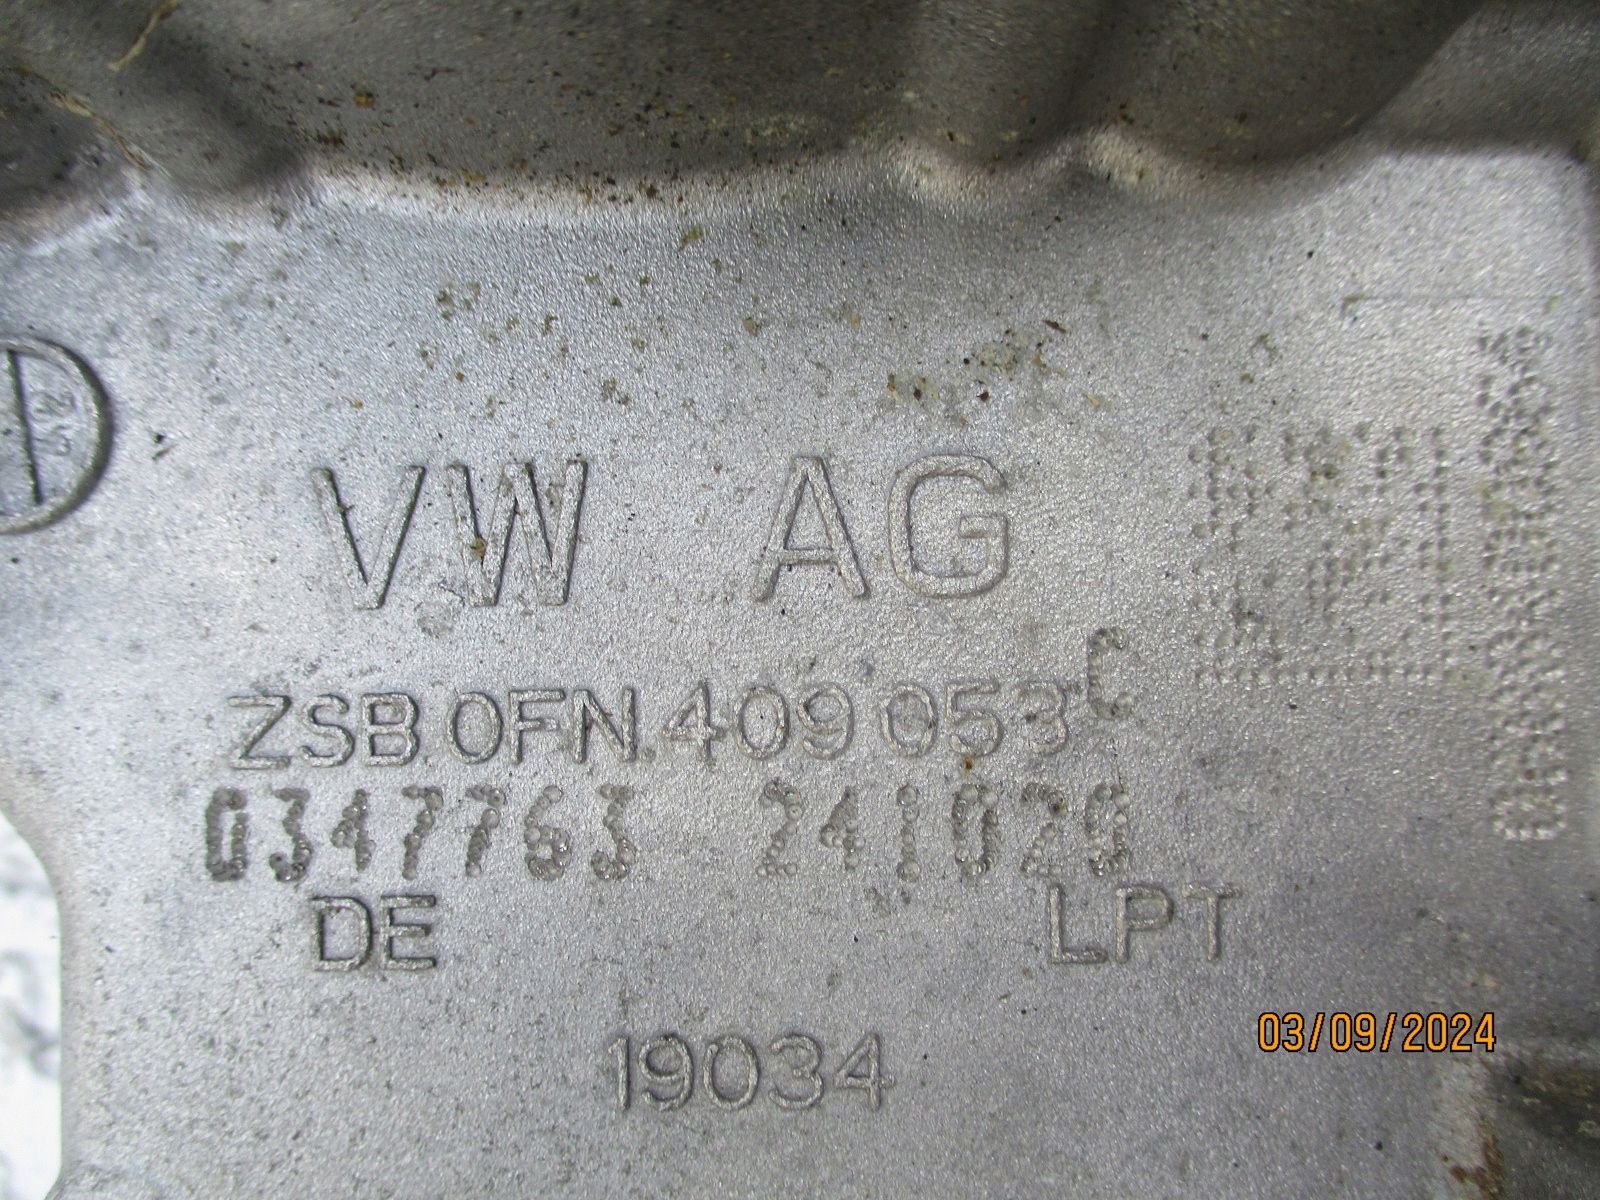 VW AG
ZSB.0FN.409 053 C
0347763 241029
DE LPT
19034
03/09/2024